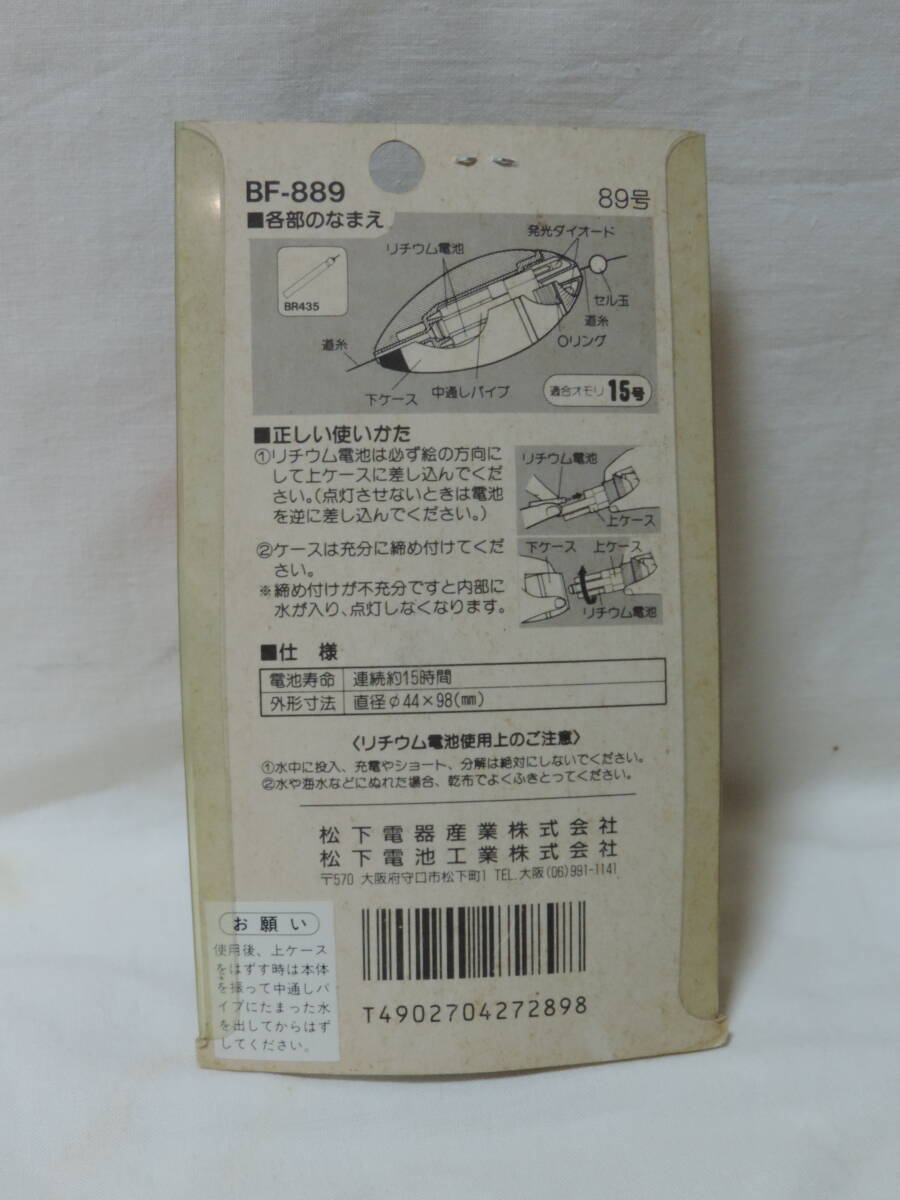 BF-889
89号
■各部のなまえ
発光ダイオード
リチウム電池
BR435
セル玉
道糸
Oリング
道糸
中通しパイプ
下ケース
適合オモリ 15号
■正しい使いかた
①リチウム電池は必ず絵の方向に
して上ケースに差し込んでくだ
さい。(点灯させないときは電池
を逆に差し込んでください。)
リチウム電池
上ケース
②ケースは充分に締め付けてくだ
さい。
※締め付けが不充分ですと内部に
水が入り、点灯しなくなります。
下ケース 上ケース
リチウム電池
■仕 様
電池寿命 連続約15時間
外形寸法 直径φ44×98(mm)
〈リチウム電池使用上のご注意〉
①水中に投入、充電やショート、分解は絶対にしないでください。
②水や海水などにぬれた場合、乾布でよくふきとってください。
松下電器産業株式会社
松下電池工業株式会社
〒570 大阪府守口市松下町1 TEL.大阪(06)991-1141
お願い
使用後、上ケース
をはずす時は本体
を振って中通しパ
イプにたまった水
を出してからはず
してください。
T4902704272898